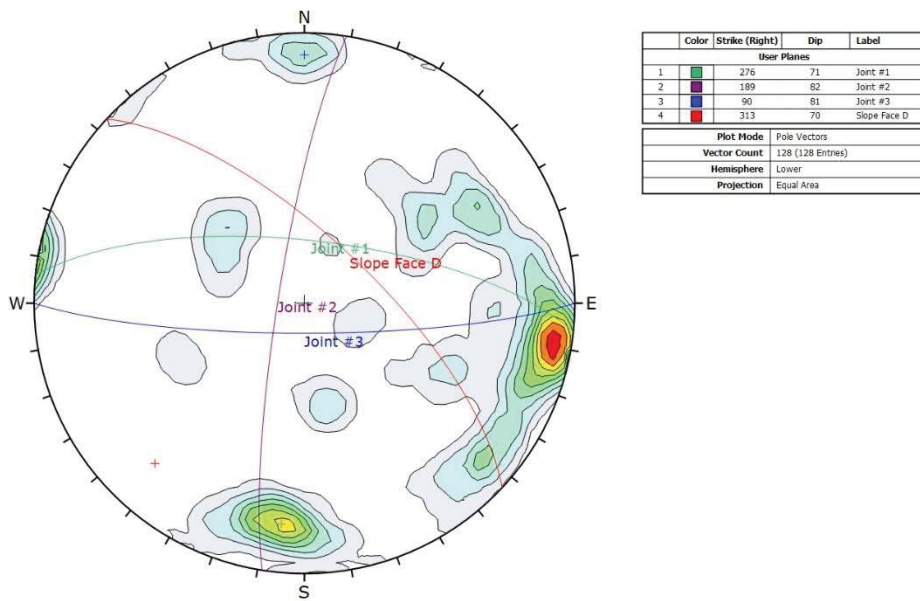 N
Color Strike (Right) Dip Label
User Planes
1 276 71 Joint #1
2 189 82 Joint #2
3 90 81 Joint #3
4 313 70 Slope Face D
Plot Mode Pole Vectors
Vector Count 128 (128 Entries)
Hemisphere Lower
Projection Equal Area
Joint #1
Slope Face D
W
E
Joint #2
Joint #3
S